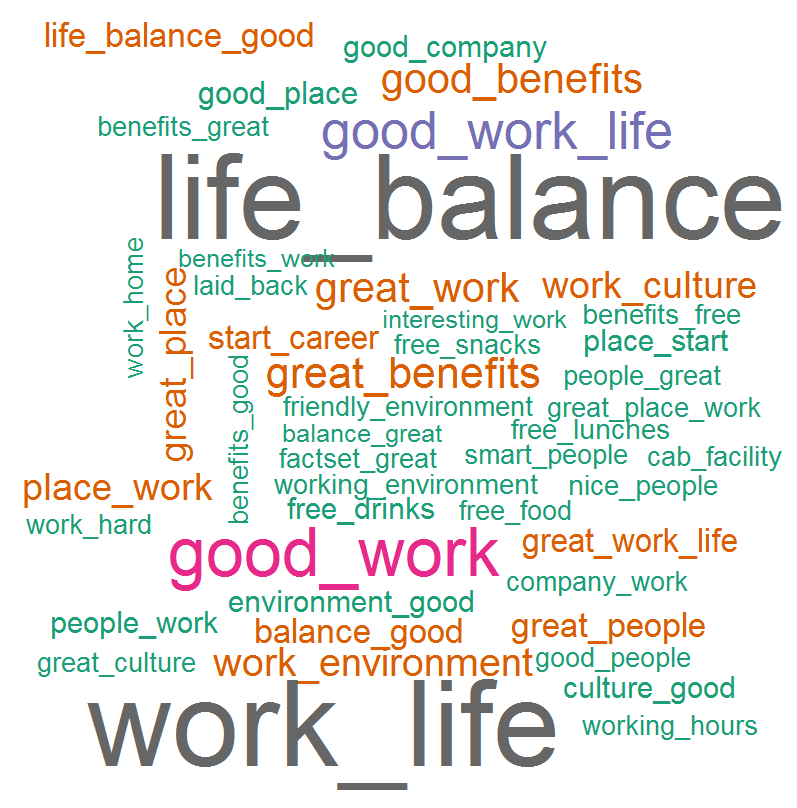 life_balance_good
good_company
good_benefits
good_place
benefits_great
good_work_life
life_balance
work_home
benefits_work
great_place
laid_back
great_work
work_culture
interesting_work
benefits_free
start_career
free_snacks
place_start
great_benefits
people_great
benefits_good
friendly_environment
great_place_work
balance_great
free_lunches
factset_great
smart_people
cab_facility
place_work
working_environment
nice_people
work_hard
free_drinks
free_food
good_work
great_work_life
company_work
environment_good
people_work
balance_good
great_people
great_culture
work_environment
good_people
culture_good
work_life
working_hours